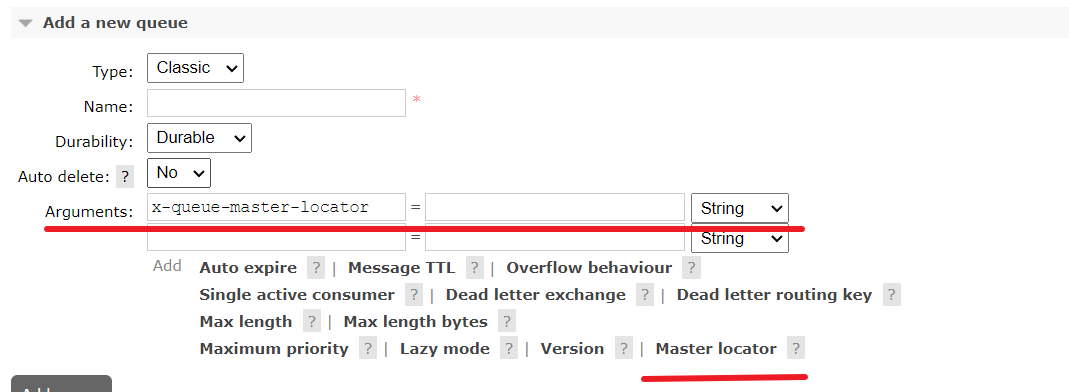 Add a new queue
Type: Classic
Name: *
Durability: Durable
Auto delete: ? No
Arguments: x-queue-master-locator = String
= String
Add Auto expire ? | Message TTL ? | Overflow behaviour ?
Single active consumer ? | Dead letter exchange ? | Dead letter routing key ?
Max length ? | Max length bytes ?
Maximum priority ? | Lazy mode ? | Version ? | Master locator ?